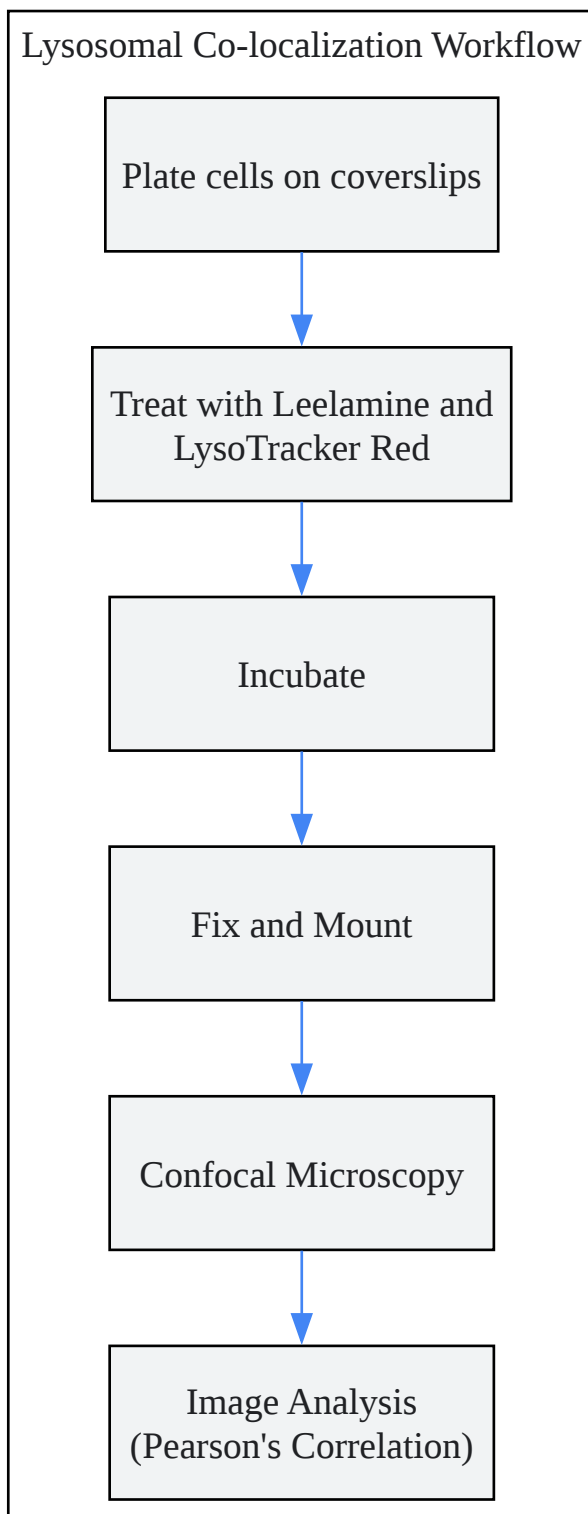 Lysosomal Co-localization Workflow
Plate cells on coverslips
Treat with Leelamine and
LysoTracker Red
Incubate
Fix and Mount
Confocal Microscopy
Image Analysis
(Pearson's Correlation)